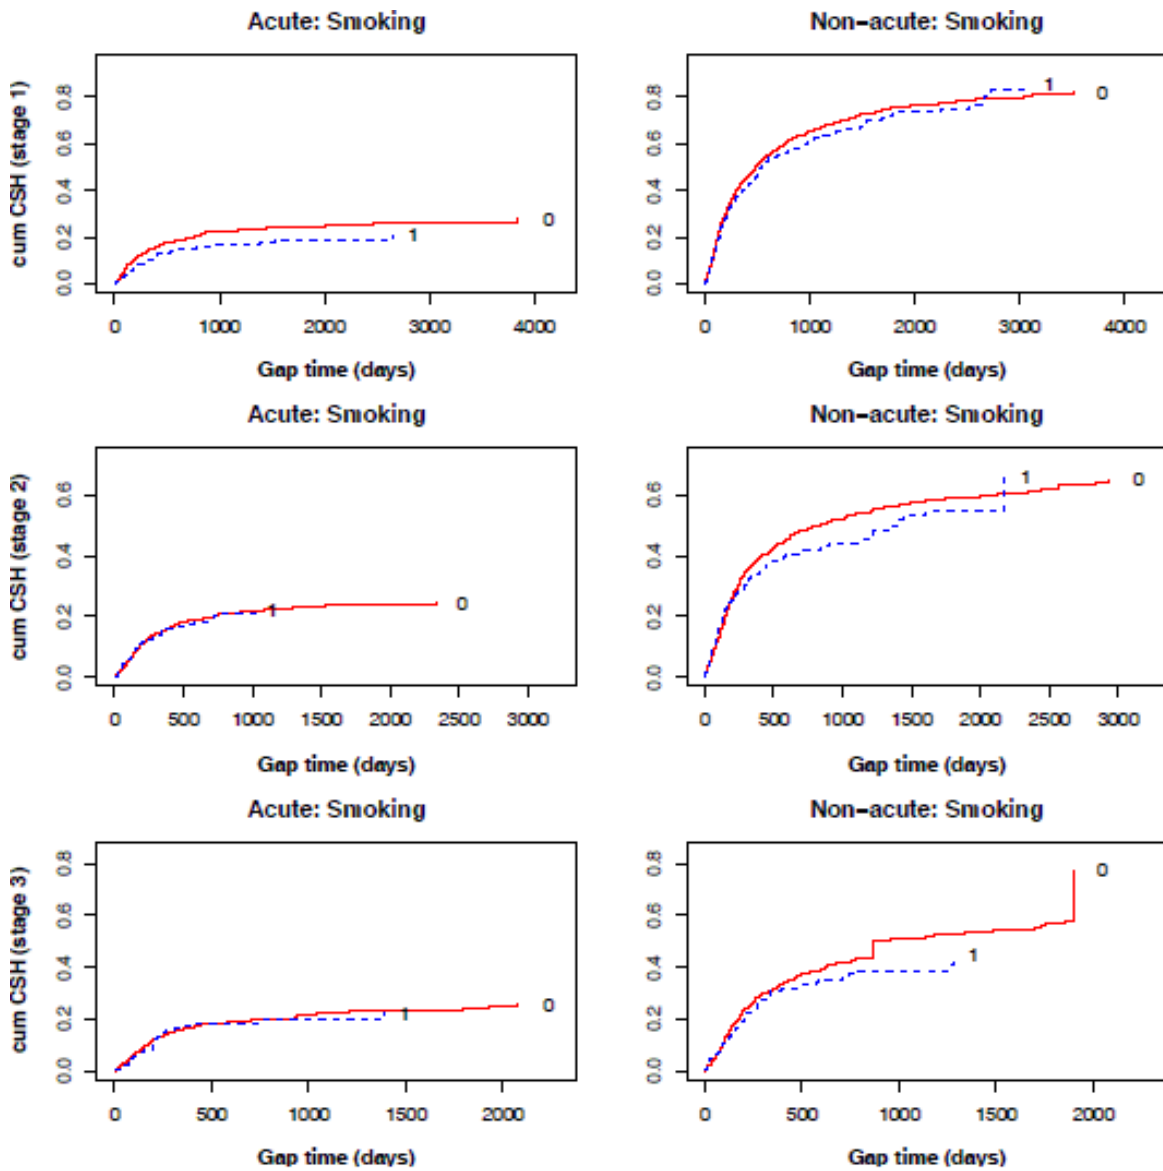 Acute: Smoking
cum CSH (stage 1)
0.0 0.2 0.4 0.6 0.8
1
0
0 1000 2000 3000 4000
Gap time (days)
Non-acute: Smoking
0.0 0.2 0.4 0.6 0.8
1
0
0 1000 2000 3000 4000
Gap time (days)
Acute: Smoking
cum CSH (stage 2)
0.0 0.2 0.4 0.6
1
0
0 500 1000 1500 2000 2500 3000
Gap time (days)
Non-acute: Smoking
0.0 0.2 0.4 0.6
1
0
0 500 1000 1500 2000 2500 3000
Gap time (days)
Acute: Smoking
cum CSH (stage 3)
0.0 0.2 0.4 0.6 0.8
1
0
0 500 1000 1500 2000
Gap time (days)
Non-acute: Smoking
0.0 0.2 0.4 0.6 0.8
0
1
0 500 1000 1500 2000
Gap time (days)